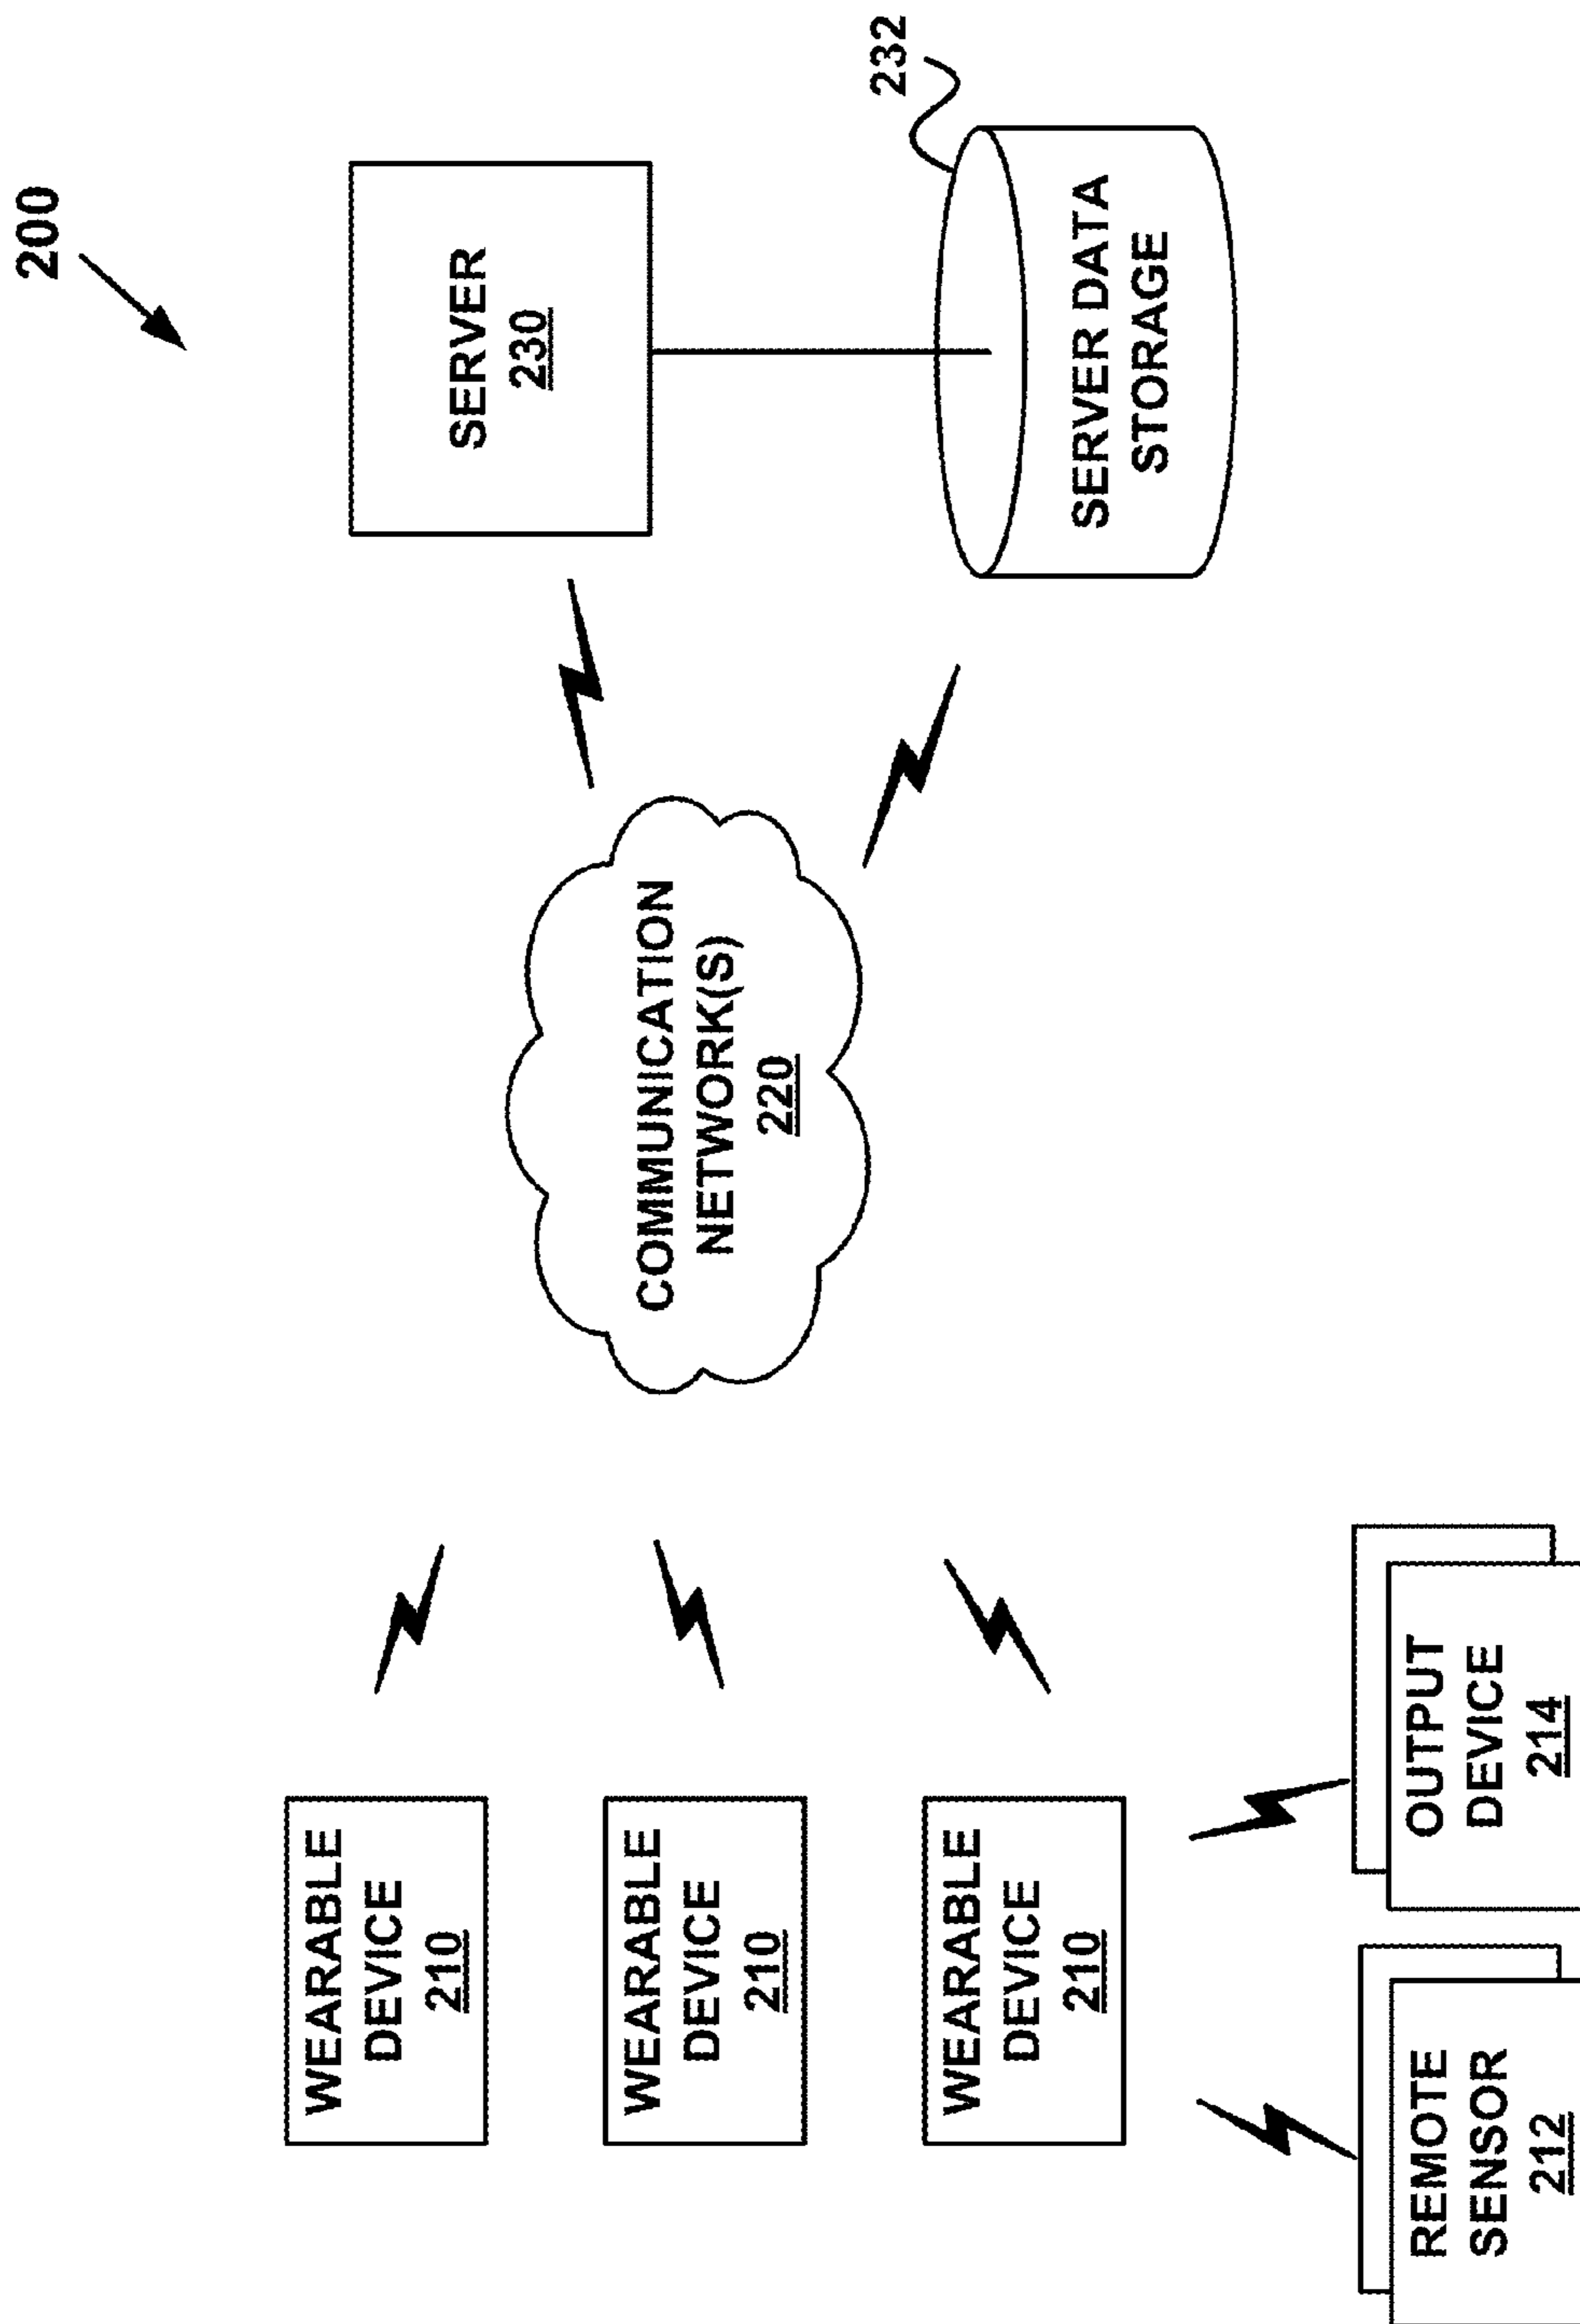 200
WEARABLE
DEVICE
210
WEARABLE
DEVICE
210
WEARABLE
DEVICE
210
REMOTE
SENSOR
212
OUTPUT
DEVICE
214
COMMUNICATION
NETWORK(S)
220
SERVER
230
232
SERVER DATA
STORAGE